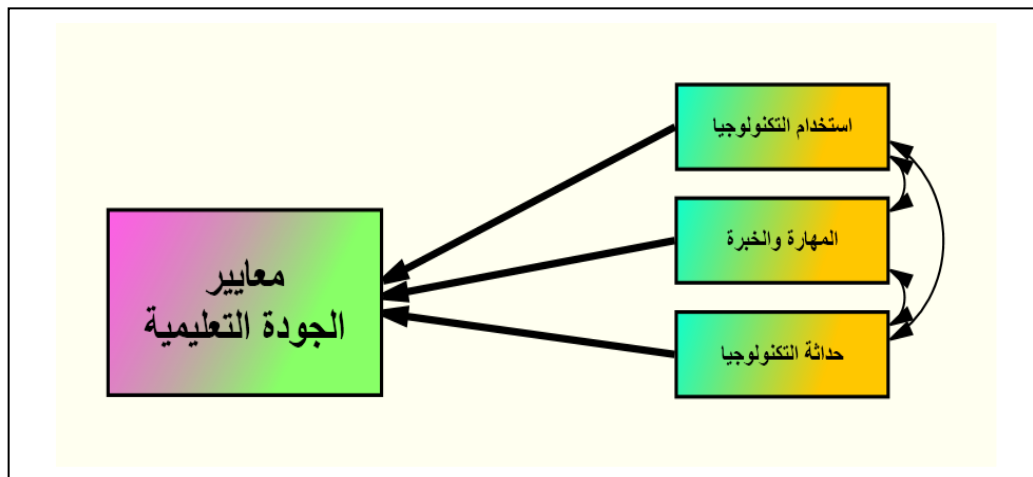 استخدام التكنولوجيا
المهارة والخبرة
حداثة التكنولوجيا
معايير
الجودة التعليمية